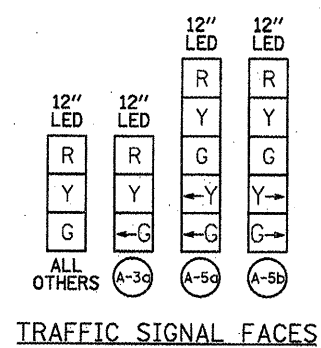 12" LED
R
Y
G
ALL OTHERS
12" LED
R
Y
←G
A-3a
12" LED
R
Y
G
←Y
←G
A-5a
12" LED
R
Y
G
Y→
G→
A-5b
TRAFFIC SIGNAL FACES